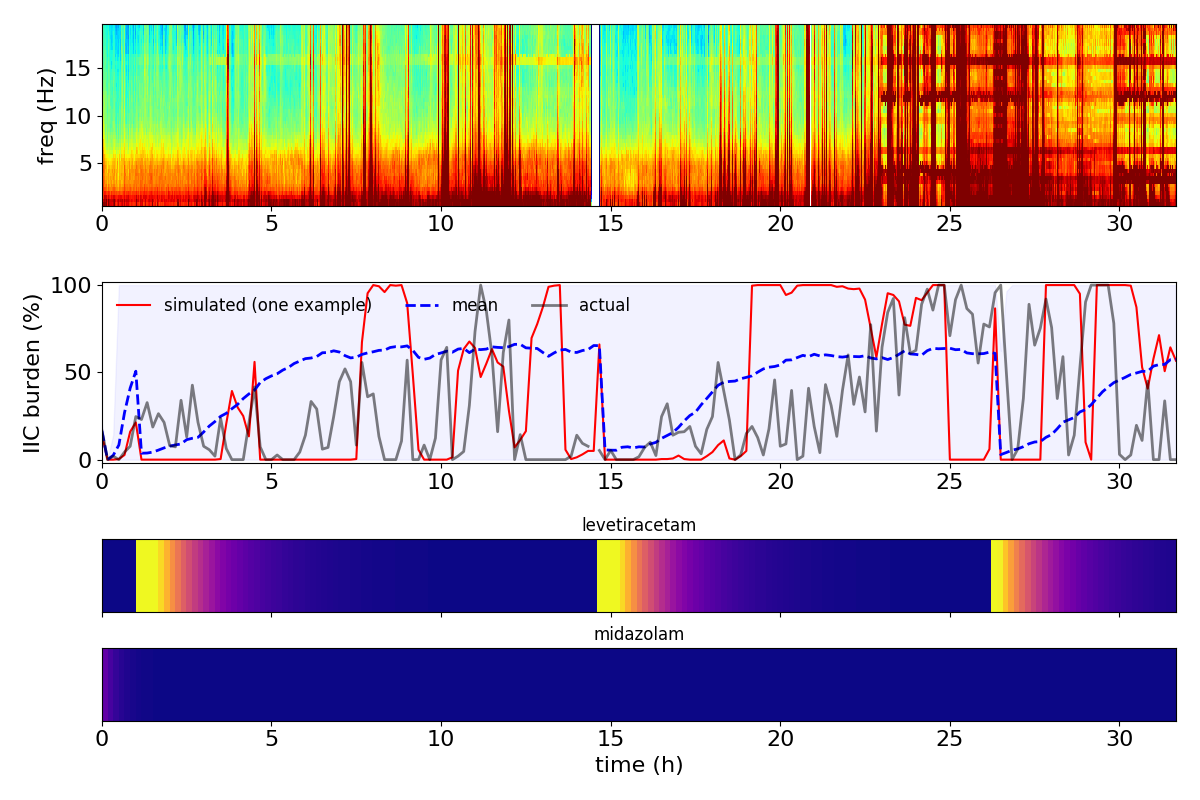 freq (Hz)
15
10
5
0 5 10 15 20 25 30
IIC burden (%)
100
50
0
simulated (one example) mean actual
0 5 10 15 20 25 30
levetiracetam
midazolam
0 5 10 15 20 25 30
time (h)